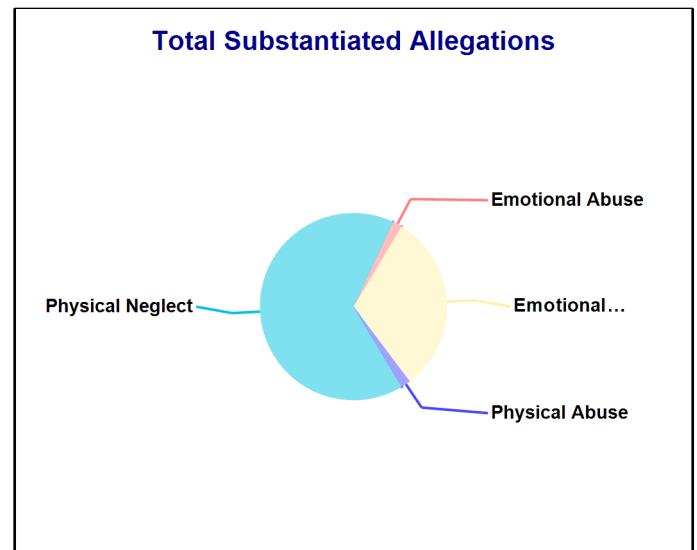 Total Substantiated Allegations
Emotional Abuse
Physical Neglect
Emotional…
Physical Abuse